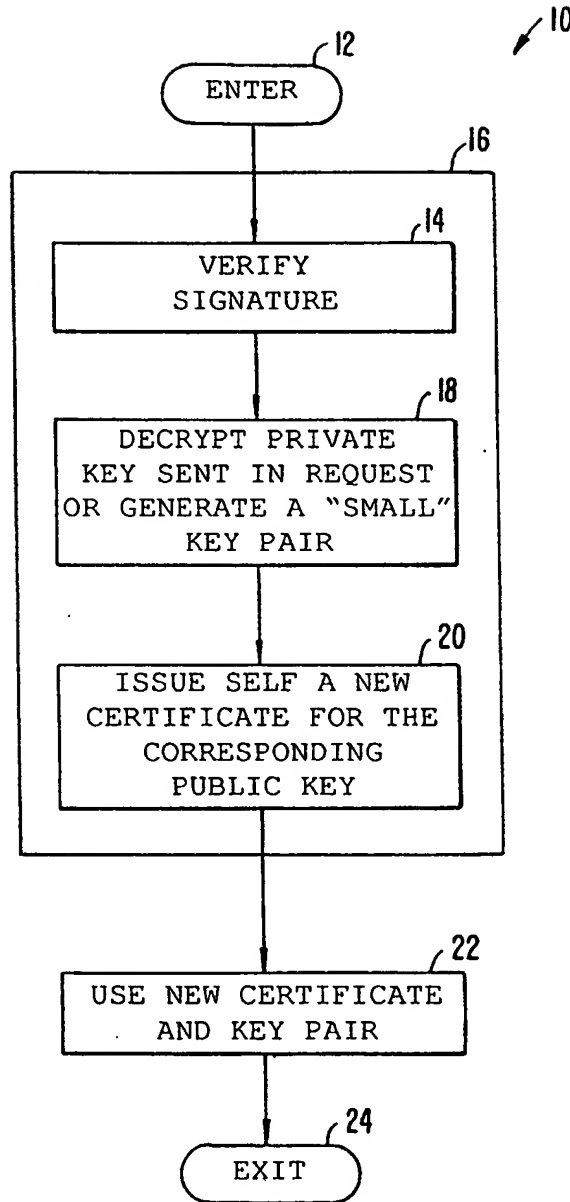 10
12
ENTER
16
14
VERIFY
SIGNATURE
18
DECRYPT PRIVATE
KEY SENT IN REQUEST
OR GENERATE A “SMALL”
KEY PAIR
20
ISSUE SELF A NEW
CERTIFICATE FOR THE
CORRESPONDING
PUBLIC KEY
22
USE NEW CERTIFICATE
AND KEY PAIR
24
EXIT